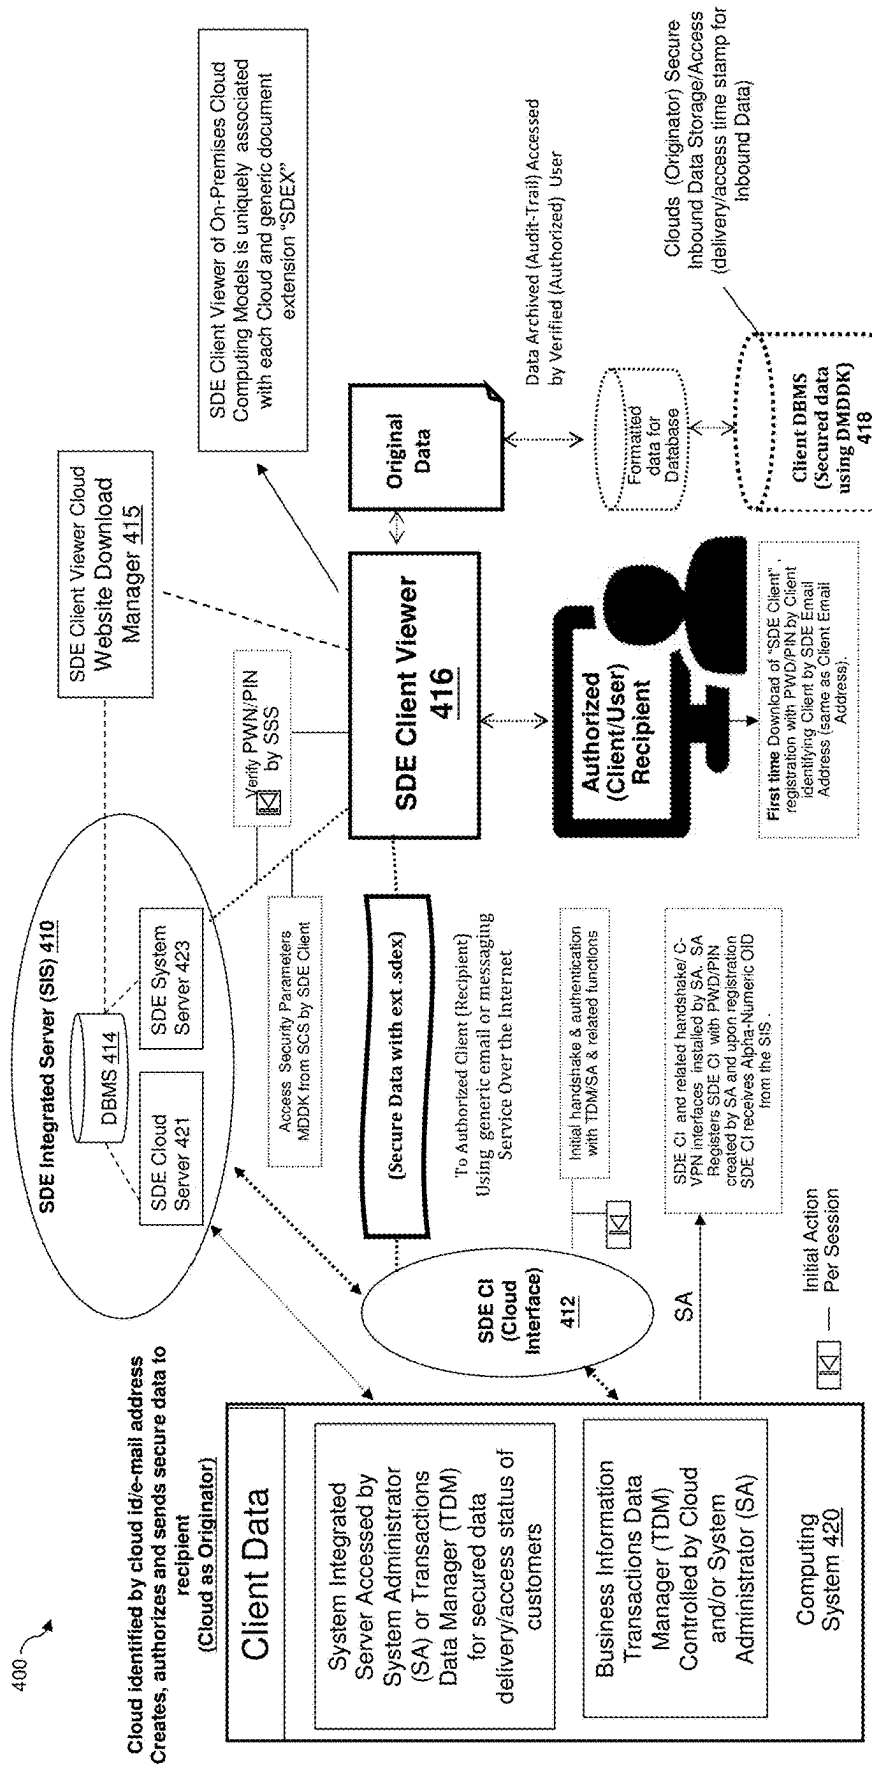 400
Cloud identified by cloud id/e-mail address
Creates, authorizes and sends secure data to
recipient
(Cloud as Originator)
Client Data
System Integrated
Server Accessed by
System Administrator
(SA) or Transactions
Data Manager (TDM)
for secured data
delivery/access status of
customers
Business Information
Transactions Data
Manager (TDM)
Controlled by Cloud
and/or System
Administrator (SA)
Computing
System 420
SDE Integrated Server (SIS) 410
DBMS 414
SDE Cloud
Server 421
SDE System
Server 423
SDE CI
(Cloud
Interface)
412
SA
Initial Action
Per Session
Access Security Parameters
MDDK from SCS by SDE Client
(Secure Data with ext .sdex)
To Authorized Client (Recipient)
Using generic email or messaging
Service Over the Internet
Initial handshake & authentication
with TDM/SA & related functions
SDE CI and related handshake/ C-
VPN interfaces installed by SA. SA
Registers SDE CI with PWD/PIN
created by SA and upon registration
SDE CI receives Alpha-Numeric OID
from the SIS .
Verify PWN/PIN
by SSS
SDE Client Viewer Cloud
Website Download
Manager 415
SDE Client Viewer
416
Authorized
(Client/User)
Recipient
First time Download of "SDE Client" ,
registration with PWD/PIN by Client
identifying Client by SDE Email
Address (same as Client Email
Address).
SDE Client Viewer of On-Premises Cloud
Computing Models is uniquely associated
with each Cloud and generic document
extension "SDEX"
Original
Data
Data Archived (Audit-Trail) Accessed
by Verified (Authorized) User
Formatted
data for
Database
Clouds (Originator) Secure
Inbound Data Storage/Access
(delivery/access time stamp for
Inbound Data)
Client DBMS
(Secured data
using DMDDK)
418